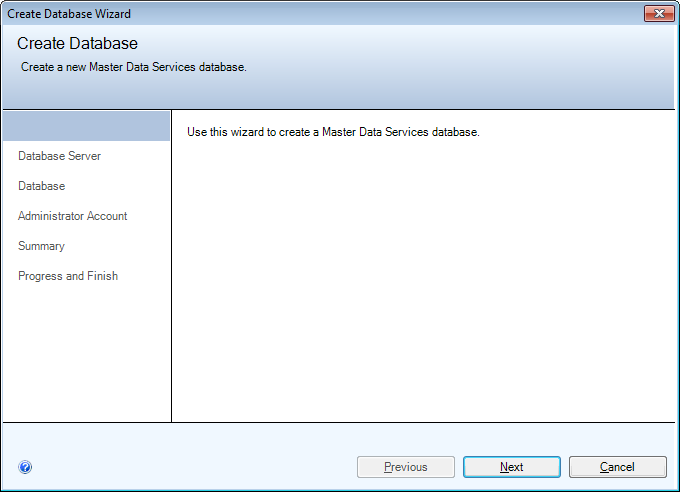 Create Database Wizard
Create Database
Create a new Master Data Services database.
Use this wizard to create a Master Data Services database.
Database Server
Database
Administrator Account
Summary
Progress and Finish
?
Previous
Next
Cancel